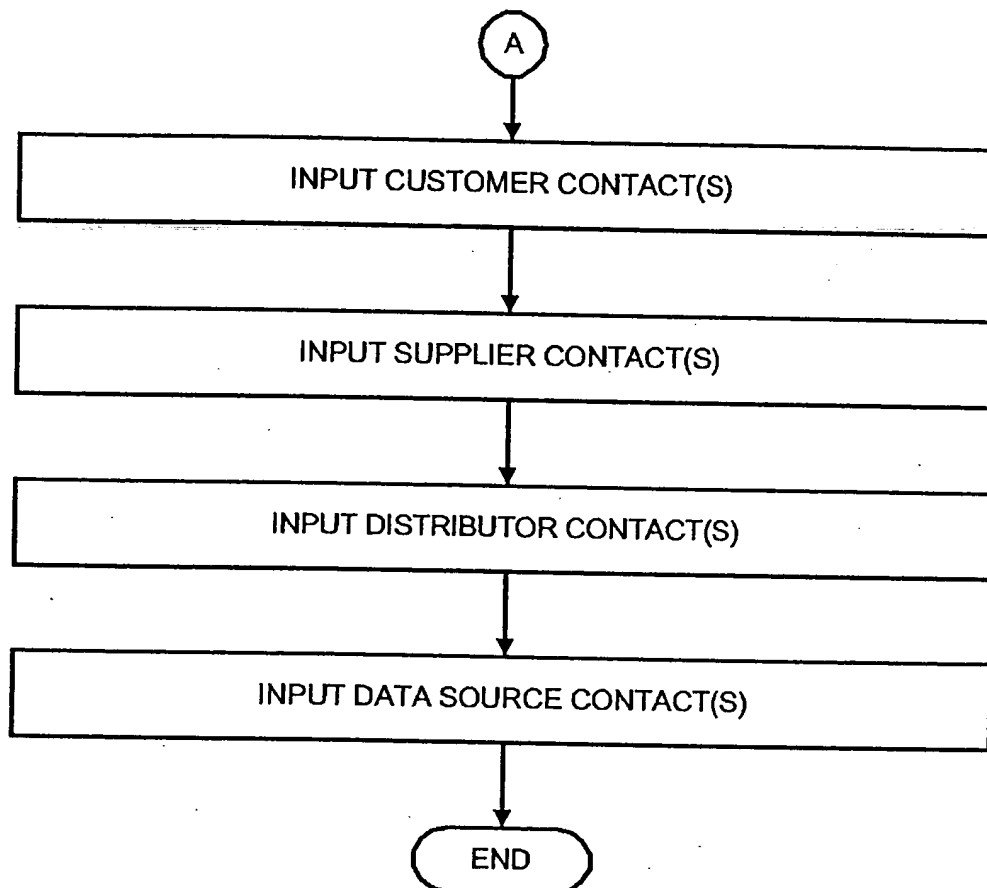 A
INPUT CUSTOMER CONTACT(S)
INPUT SUPPLIER CONTACT(S)
INPUT DISTRIBUTOR CONTACT(S)
INPUT DATA SOURCE CONTACT(S)
END